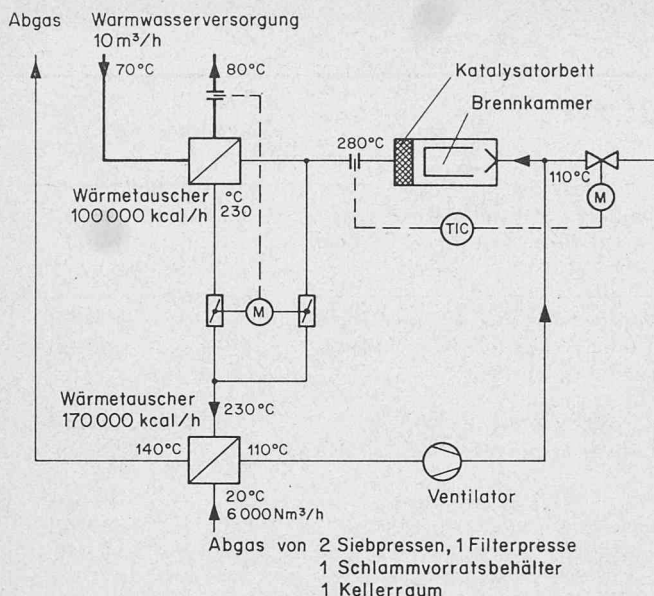 Abgas
Warmwasserversorgung
10 m³/h
70°C
80°C
Katalysatorbett
Brennkammer
280°C
110°C
M
TIC
Wärmetauscher
100 000 kcal/h
°C
230
M
Wärmetauscher
170 000 kcal/h
230°C
140°C
110°C
Ventilator
20°C
6 000 Nm³/h
Abgas von 2 Siebpressen, 1 Filterpresse
1 Schlammvorratsbehälter
1 Kellerraum